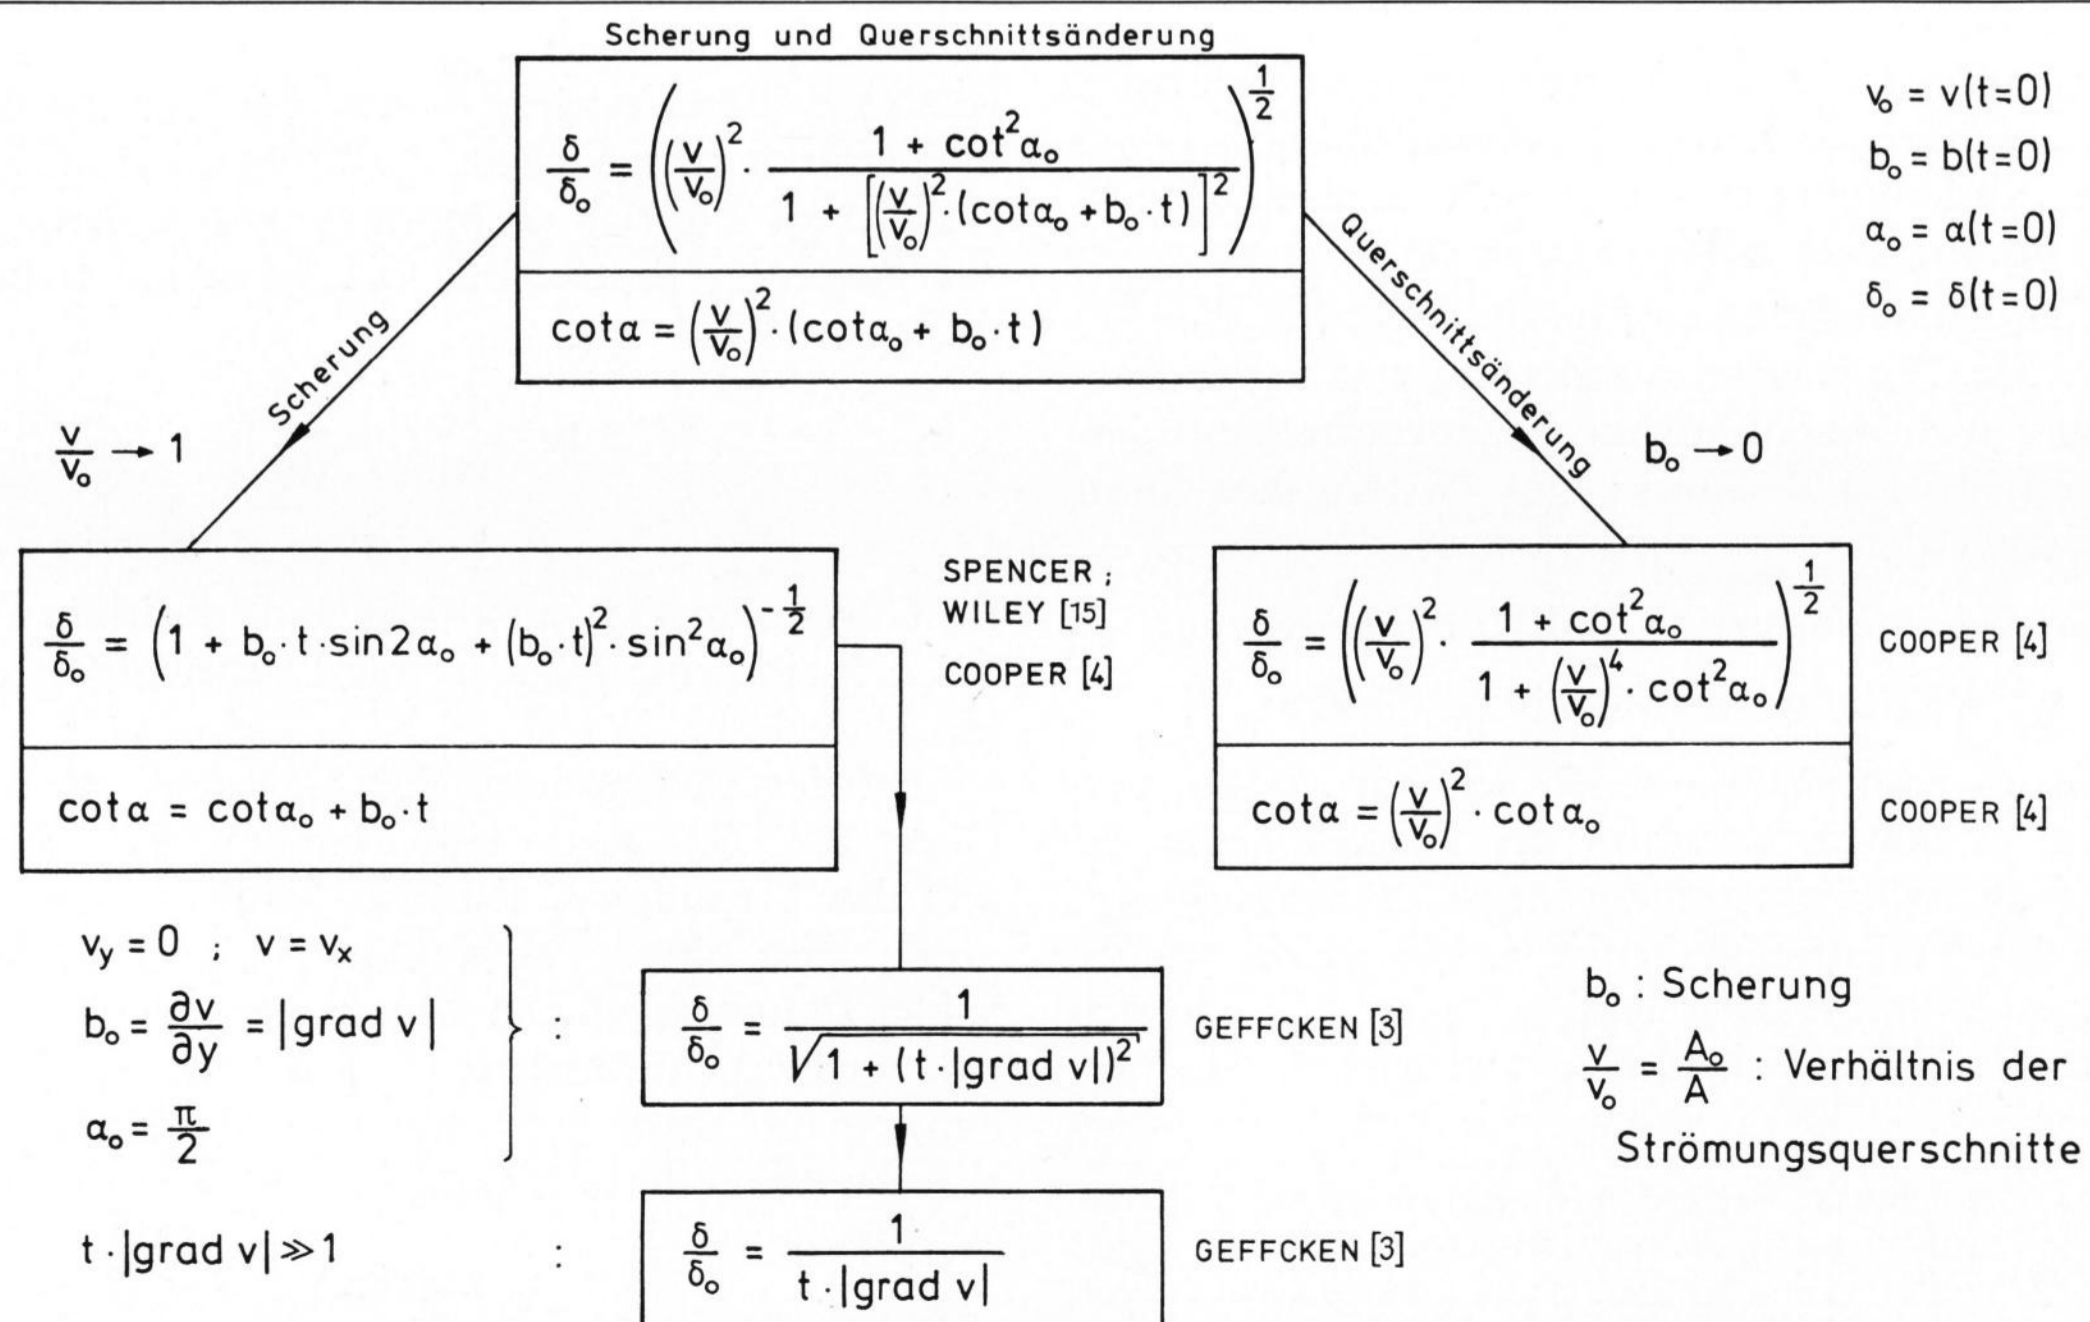 Scherung und Querschnittsänderung
δ/δ₀ = ((v/v₀)² · (1 + cot²α₀)/(1 + [(v/v₀)² · (cotα₀ + b₀ · t)]²))^(1/2)
cotα = (v/v₀)² · (cotα₀ + b₀ · t)
v₀ = v(t=0)
b₀ = b(t=0)
α₀ = α(t=0)
δ₀ = δ(t=0)
Scherung
Querschnittsänderung
v/v₀ → 1
b₀ → 0
δ/δ₀ = (1 + b₀ · t · sin2α₀ + (b₀ · t)² · sin²α₀)^(-1/2)
cotα = cotα₀ + b₀ · t
SPENCER ;
WILEY [15]
COOPER [4]
δ/δ₀ = ((v/v₀)² · (1 + cot²α₀)/(1 + (v/v₀)⁴ · cot²α₀))^(1/2)
COOPER [4]
cotα = (v/v₀)² · cotα₀
COOPER [4]
v_y = 0 ; v = v_x
b₀ = ∂v/∂y = |grad v|
α₀ = π/2
:
δ/δ₀ = 1/√(1 + (t · |grad v|)²)
GEFFCKEN [3]
b₀ : Scherung
v/v₀ = A₀/A : Verhältnis der
Strömungsquerschnitte
t · |grad v| ≫ 1 :
δ/δ₀ = 1/(t · |grad v|)
GEFFCKEN [3]